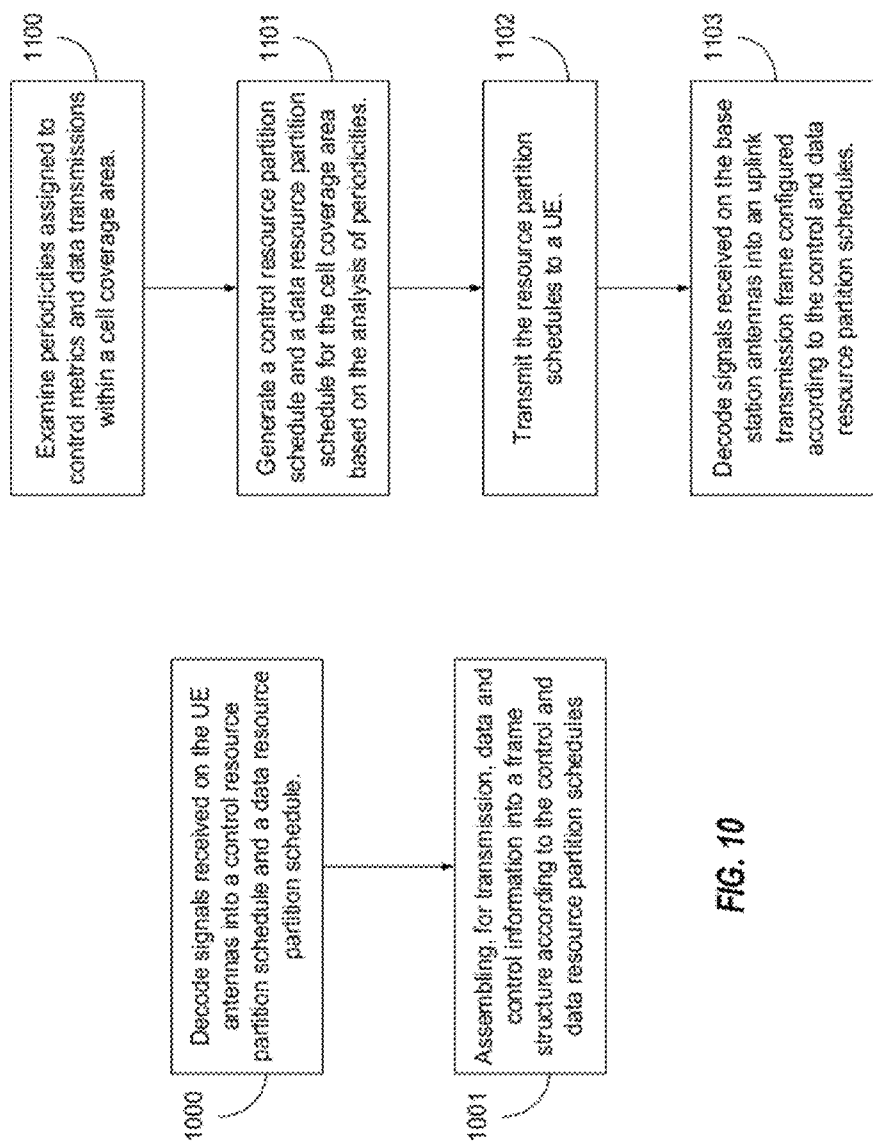 1000
Decode signals received on the UE
antennas into a control resource
partition schedule and a data resource
partition schedule.
1001
Assembling, for transmission, data and
control information into a frame
structure according to the control and
data resource partition schedules
FIG. 10
1100
Examine periodicities assigned to
control metrics and data transmissions
within a cell coverage area.
1101
Generate a control resource partition
schedule and a data resource partition
schedule for the cell coverage area
based on the analysis of periodicities.
1102
Transmit the resource partition
schedules to a UE.
1103
Decode signals received on the base
station antennas into an uplink
transmission frame configured
according to the control and data
resource partition schedules.